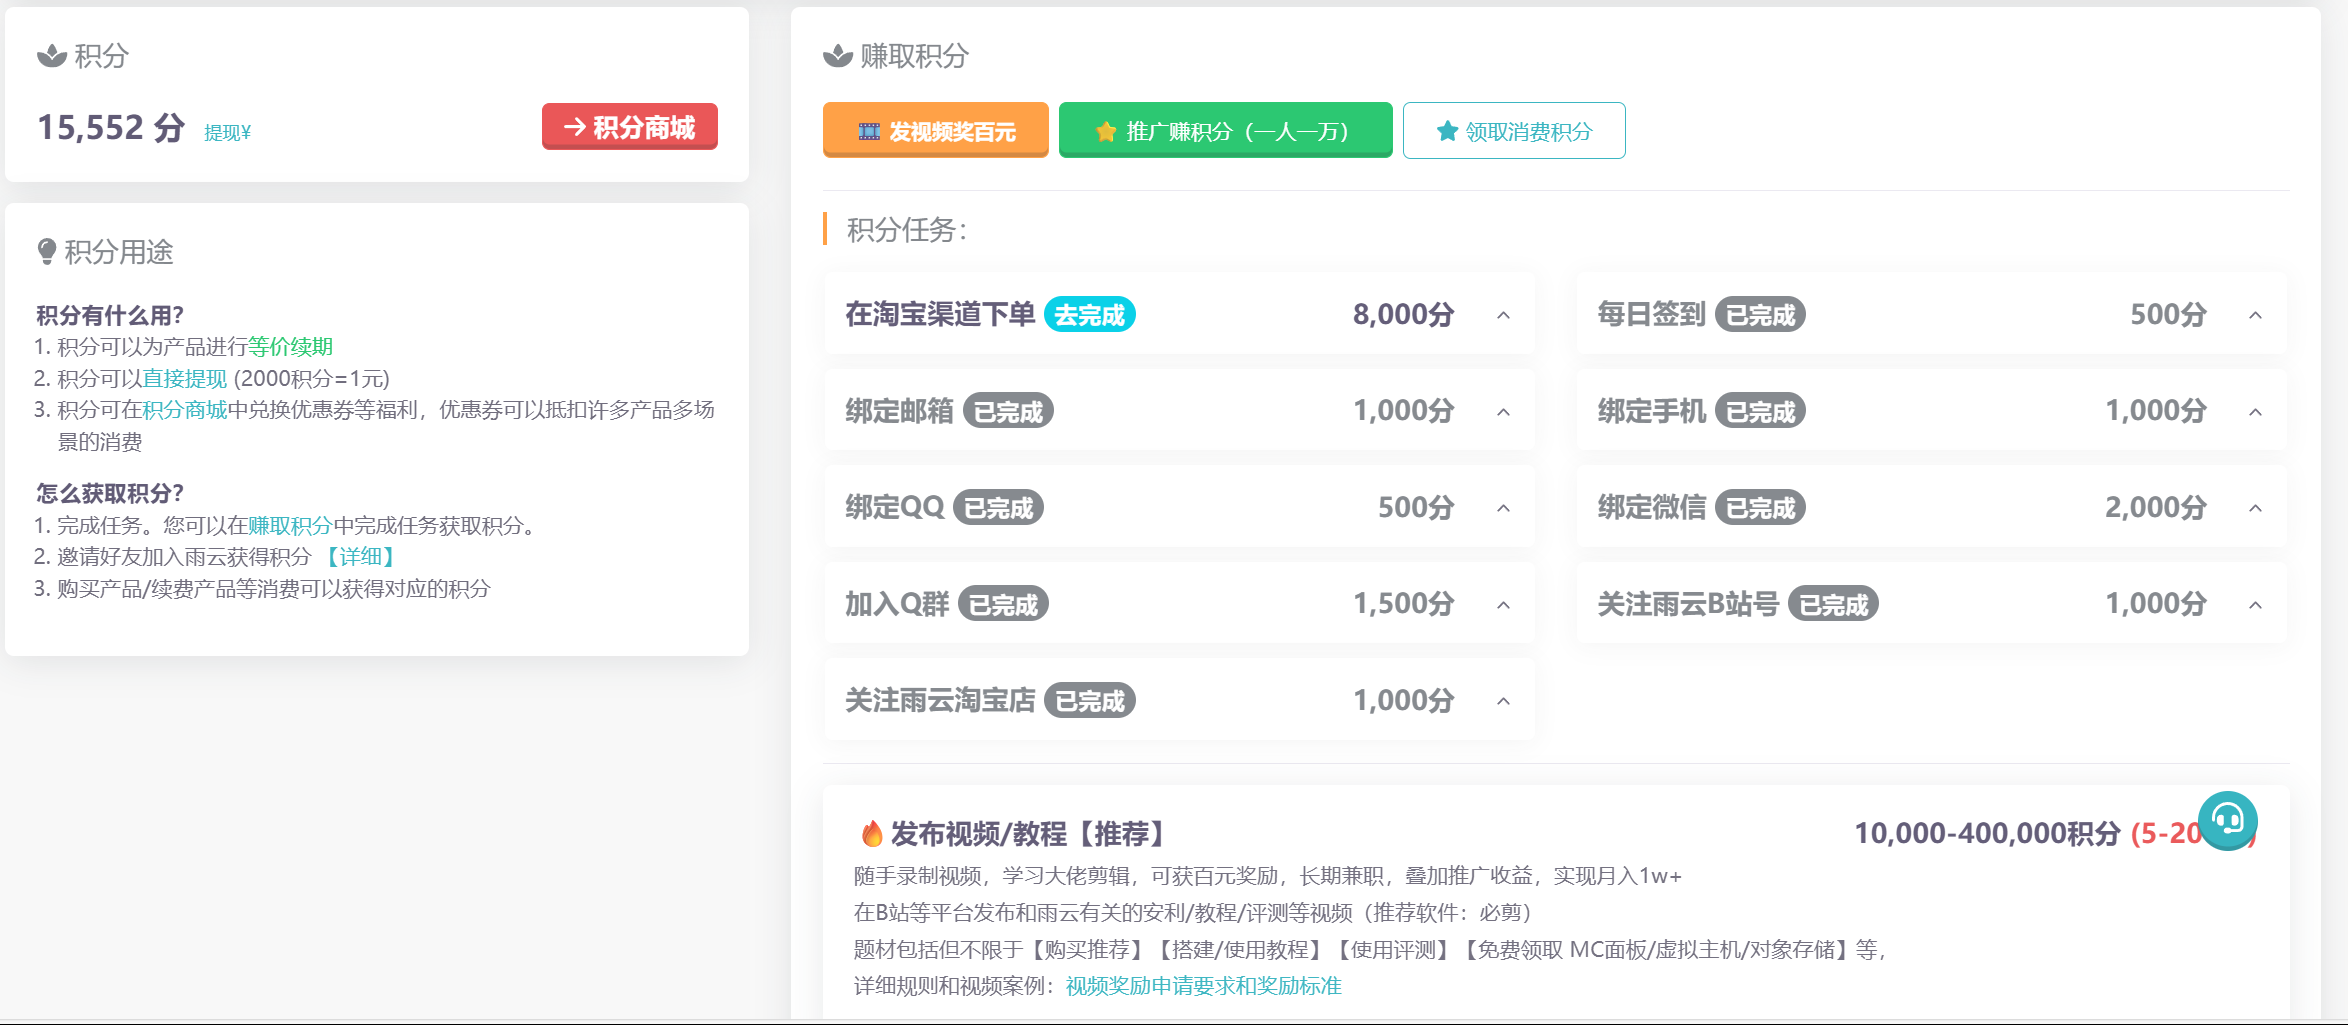 积分
15,552 分 提现¥
→ 积分商城
积分用途
积分有什么用？
1. 积分可以为产品进行等价续期
2. 积分可以直接提现 (2000积分=1元)
3. 积分可在积分商城中兑换优惠券等福利，优惠券可以抵扣许多产品多场
景的消费
怎么获取积分？
1. 完成任务。您可以在赚取积分中完成任务获取积分。
2. 邀请好友加入雨云获得积分 【详细】
3. 购买产品/续费产品等消费可以获得对应的积分
赚取积分
发视频奖百元 推广赚积分（一人一万） 领取消费积分
积分任务：
在淘宝渠道下单 去完成 8,000分
每日签到 已完成 500分
绑定邮箱 已完成 1,000分
绑定手机 已完成 1,000分
绑定QQ 已完成 500分
绑定微信 已完成 2,000分
加入Q群 已完成 1,500分
关注雨云B站号 已完成 1,000分
关注雨云淘宝店 已完成 1,000分
发布视频/教程【推荐】 10,000-400,000积分 (5-20
随手录制视频，学习大佬剪辑，可获百元奖励，长期兼职，叠加推广收益，实现月入1w+
在B站等平台发布和雨云有关的安利/教程/评测等视频（推荐软件：必剪）
题材包括但不限于【购买推荐】【搭建/使用教程】【使用评测】【免费领取 MC面板/虚拟主机/对象存储】等，
详细规则和视频案例：视频奖励申请要求和奖励标准